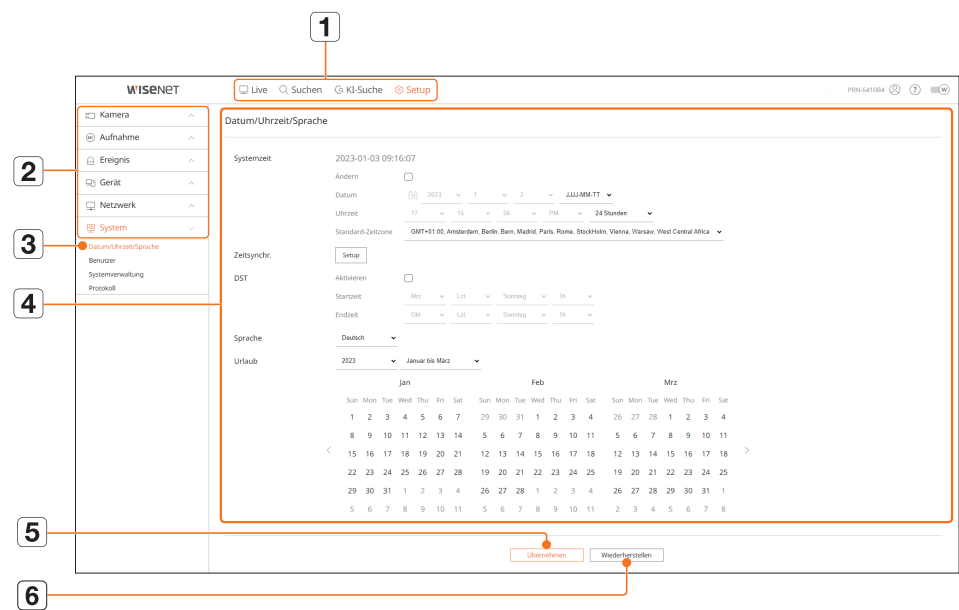 1
WISENET
Live Suchen KI-Suche Setup
PRN-6410B4 ? W
2
Kamera
Aufnahme
Ereignis
Gerät
Netzwerk
System
3
Datum/Uhrzeit/Sprache
Benutzer
Systemverwaltung
Protokoll
4
Datum/Uhrzeit/Sprache
Systemzeit 2023-01-03 09:16:07
Ändern
Datum 2023 1 3 JJJJ-MM-TT
Uhrzeit 17 15 56 PM 24 Stunden
Standard-Zeitzone GMT+01:00, Amsterdam, Berlin, Bern, Madrid, Paris, Rome, StockHolm, Vienna, Warsaw, West Central Africa
Zeitsynchr. Setup
DST Aktivieren
Startzeit Mrz Lzt Sonntag 1h
Endzeit Okt Lzt Sonntag 1h
Sprache Deutsch
Urlaub 2023 Januar bis März
Jan Feb Mrz
Sun Mon Tue Wed Thu Fri Sat Sun Mon Tue Wed Thu Fri Sat Sun Mon Tue Wed Thu Fri Sat
1 2 3 4 5 6 7 29 30 31 1 2 3 4 26 27 28 1 2 3 4
8 9 10 11 12 13 14 5 6 7 8 9 10 11 5 6 7 8 9 10 11
< 15 16 17 18 19 20 21 12 13 14 15 16 17 18 12 13 14 15 16 17 18 >
22 23 24 25 26 27 28 19 20 21 22 23 24 25 19 20 21 22 23 24 25
29 30 31 1 2 3 4 26 27 28 1 2 3 4 26 27 28 29 30 31 1
5 6 7 8 9 10 11 5 6 7 8 9 10 11 2 3 4 5 6 7 8
5
Übernehmen Wiederherstellen
6